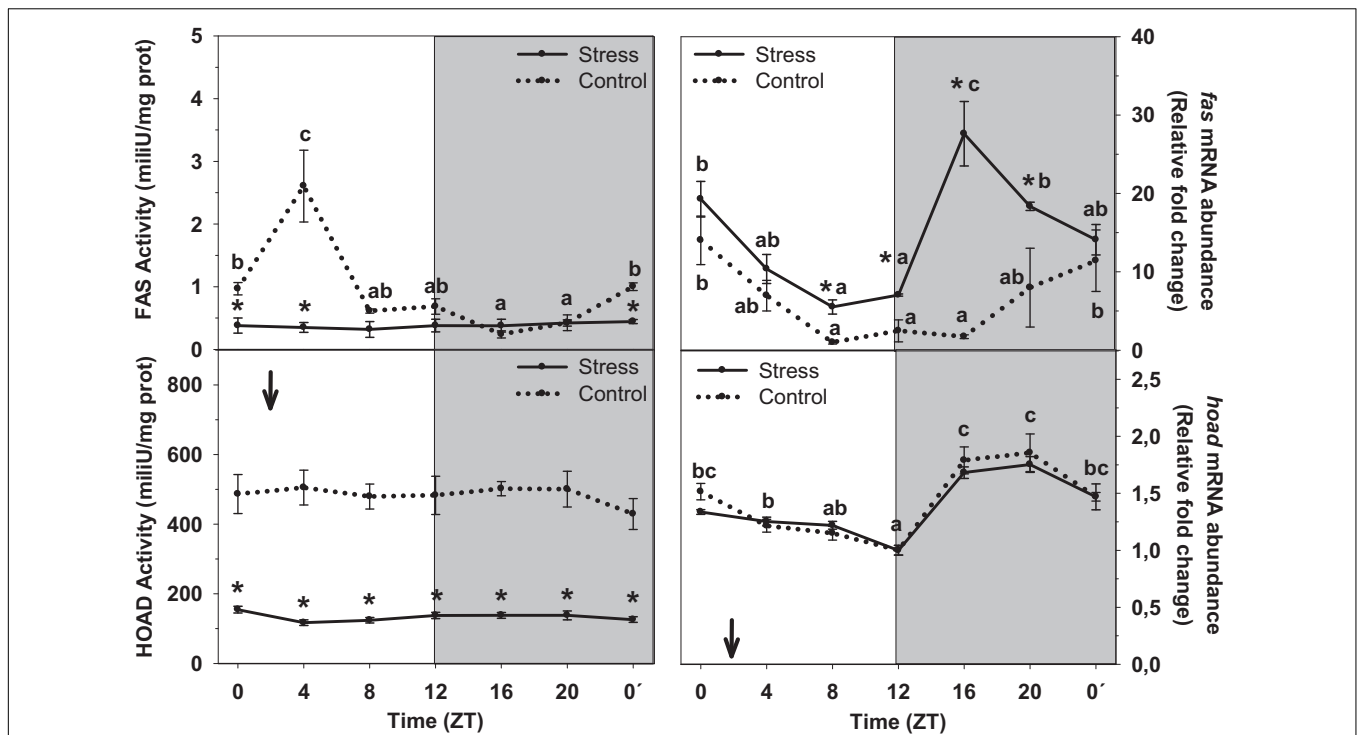 FAS Activity (miliU/mg prot)
5
4
3
2
1
0
Stress
Control
b
c
ab
ab
a
a
b
*
*
*
Stress
Control
40
30
20
10
0
fas mRNA abundance
(Relative fold change)
b
ab
* a
* a
* c
* b
ab
b
ab
a
a
a
ab
b
HOAD Activity (miliU/mg prot)
800
600
400
200
0
Stress
Control
*
*
*
*
*
*
*
0
4
8
12
16
20
0´
Time (ZT)
Stress
Control
2,5
2,0
1,5
1,0
0,5
0,0
hoad mRNA abundance
(Relative fold change)
bc
b
ab
a
c
c
bc
0
4
8
12
16
20
0´
Time (ZT)